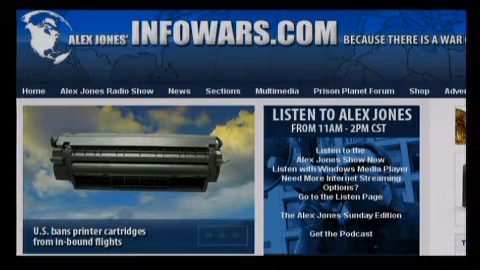 ALEX JONES' INFOWARS.COM BECAUSE THERE IS A WAR
Home Alex Jones Radio Show News Sections Multimedia Prison Planet Forum Shop
LISTEN TO ALEX JONES
FROM 11AM - 2PM CST
Listen to the
Alex Jones Show Now
Listen with Windows Media Player
Need More Internet Streaming
Options?
Go to the Listen Page
The Alex Jones Sunday Edition
Get the Podcast
U.S. bans printer cartridges
from in-bound flights